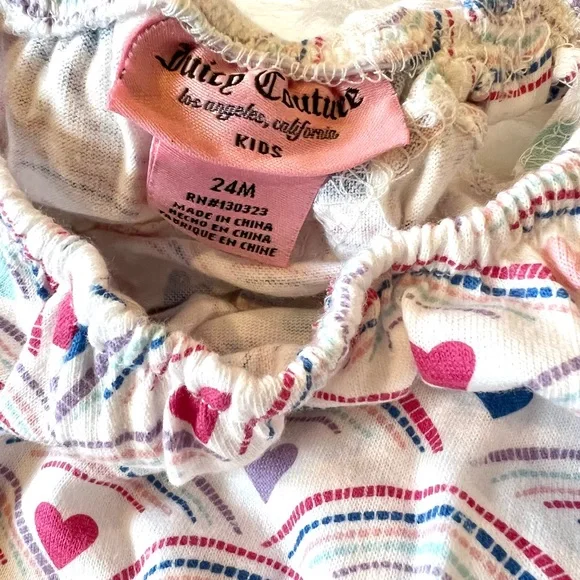 Juicy Couture
los angeles, california
KIDS
24M
RN#130323
MADE IN CHINA
HECHO EN CHINA
FABRIQUE EN CHINE